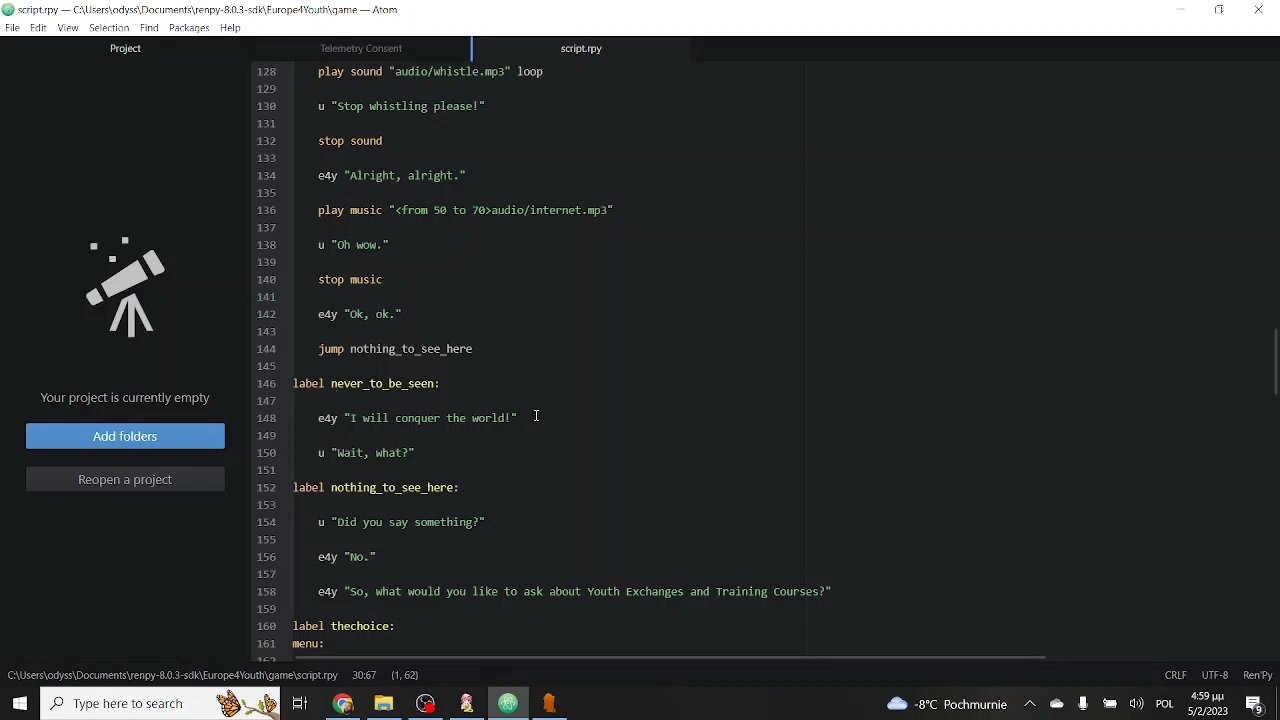 script.rpy — C:\Users\odyss\Documents\renpy-8.0.3-sdk\Europe4Youth\game — Atom
File Edit View Selection Find Packages Help
Project Telemetry Consent script.rpy
128 play sound "audio/whistle.mp3" loop
129
130 u "Stop whistling please!"
131
132 stop sound
133
134 e4y "Alright, alright."
135
136 play music "<from 50 to 70>audio/internet.mp3"
137
138 u "Oh wow."
139
140 stop music
141
142 e4y "Ok, ok."
143
144 jump nothing_to_see_here
145
146 label never_to_be_seen:
147
148 e4y "I will conquer the world!"
149
150 u "Wait, what?"
151
152 label nothing_to_see_here:
153
154 u "Did you say something?"
155
156 e4y "No."
157
158 e4y "So, what would you like to ask about Youth Exchanges and Training Courses?"
159
160 label thechoice:
161 menu:
162
Your project is currently empty
Add folders
Reopen a project
C:\Users\odyss\Documents\renpy-8.0.3-sdk\Europe4Youth\game\script.rpy 30:67 (1, 62) CRLF UTF-8 Ren'Py
Type here to search
-8°C Pochmurnie
4:59 μμ
5/2/2023